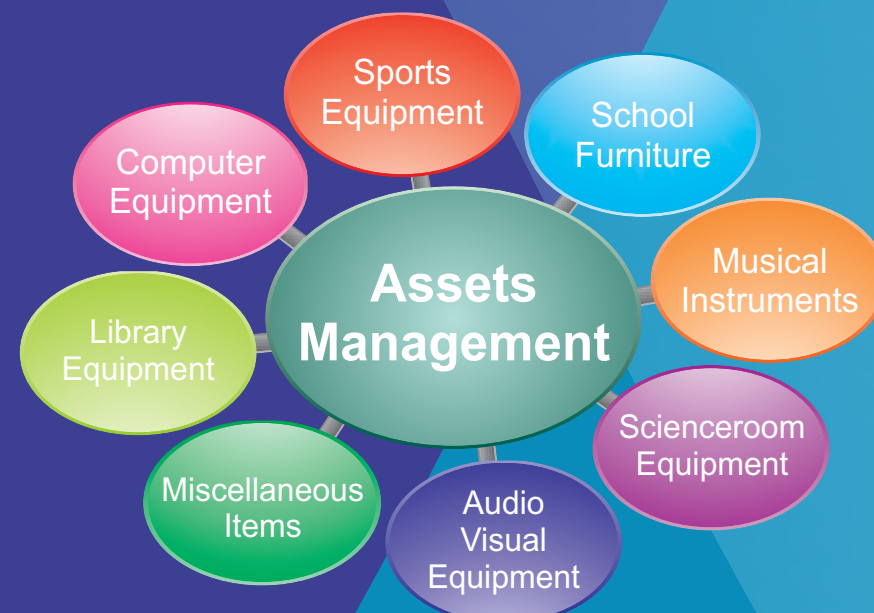 Sports
Equipment
School
Furniture
Computer
Equipment
Musical
Instruments
Assets
Management
Library
Equipment
Scienceroom
Equipment
Miscellaneous
Items
Audio
Visual
Equipment